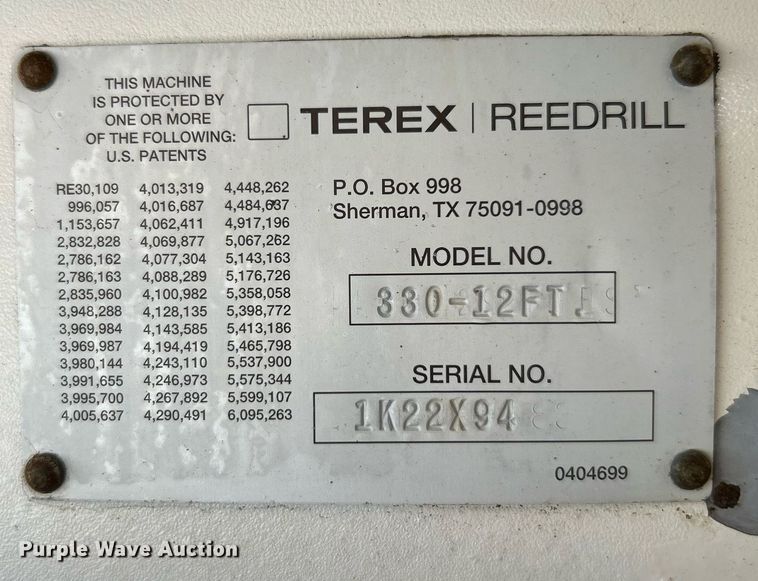 THIS MACHINE
IS PROTECTED BY
ONE OR MORE
OF THE FOLLOWING:
U.S. PATENTS
TEREX | REEDRILL
RE30,109 4,013,319 4,448,262
996,057 4,016,687 4,484,637
1,153,657 4,062,411 4,917,196
2,832,828 4,069,877 5,067,262
2,786,162 4,077,304 5,143,163
2,786,163 4,088,289 5,176,726
2,835,960 4,100,982 5,358,058
3,948,288 4,128,135 5,398,772
3,969,984 4,143,585 5,413,186
3,969,987 4,194,419 5,465,798
3,980,144 4,243,110 5,537,900
3,991,655 4,246,973 5,575,344
3,995,700 4,267,892 5,599,107
4,005,637 4,290,491 6,095,263
P.O. Box 998
Sherman, TX 75091-0998
MODEL NO.
330-12FT
SERIAL NO.
1K22X94
0404699
Purple Wave Auction